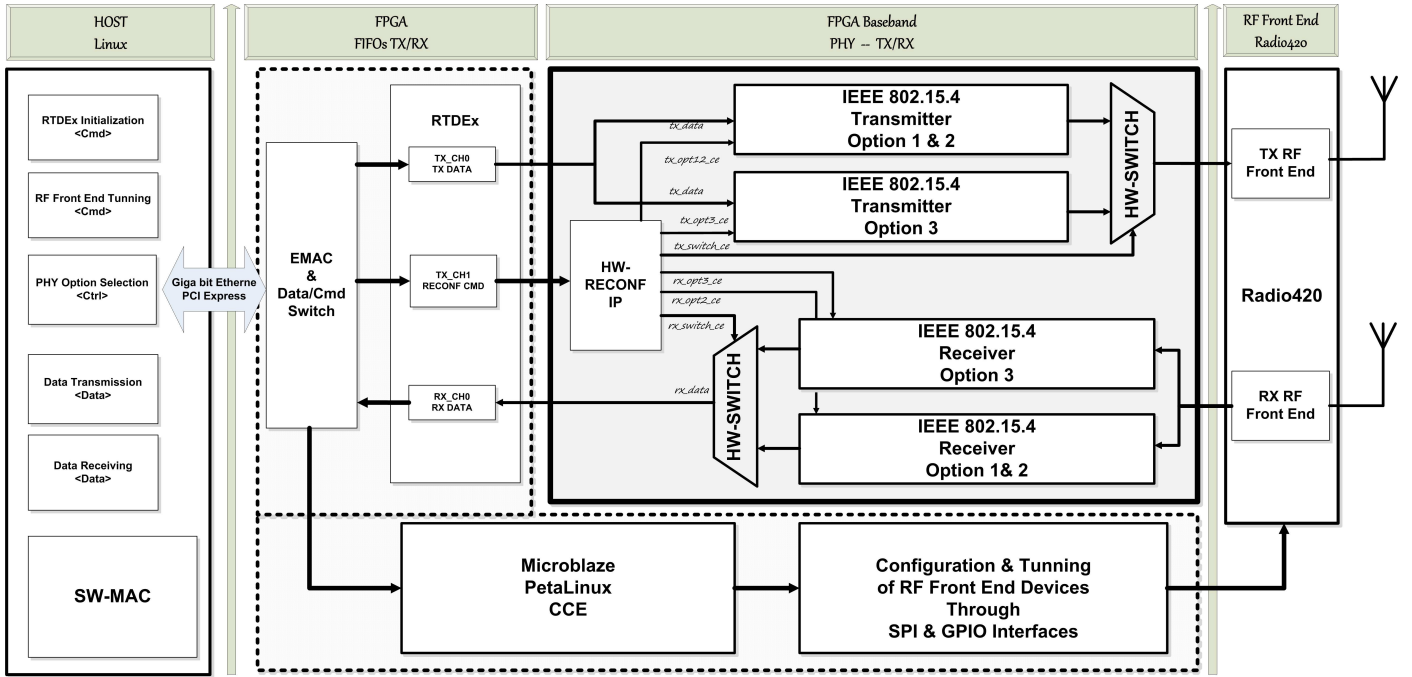 HOST
Linux
FPGA
FIFOs TX/RX
FPGA Baseband
PHY -- TX/RX
RF Front End
Radio420
RTDEx Initialization
<Cmd>
RF Front End Tunning
<Cmd>
PHY Option Selection
<Ctrl>
Data Transmission
<Data>
Data Receiving
<Data>
SW-MAC
Giga bit Etherne
PCI Express
EMAC
&
Data/Cmd
Switch
RTDEx
TX_CH0
TX DATA
TX_CH1
RECONF CMD
RX_CH0
RX DATA
HW-
RECONF
IP
tx_data
tx_opt12_ce
tx_data
tx_opt3_ce
tx_switch_ce
rx_opt3_ce
rx_opt2_ce
rx_switch_ce
rx_data
IEEE 802.15.4
Transmitter
Option 1 & 2
IEEE 802.15.4
Transmitter
Option 3
HW-SWITCH
IEEE 802.15.4
Receiver
Option 3
IEEE 802.15.4
Receiver
Option 1& 2
HW-SWITCH
TX RF
Front End
Radio420
RX RF
Front End
Microblaze
PetaLinux
CCE
Configuration & Tunning
of RF Front End Devices
Through
SPI & GPIO Interfaces